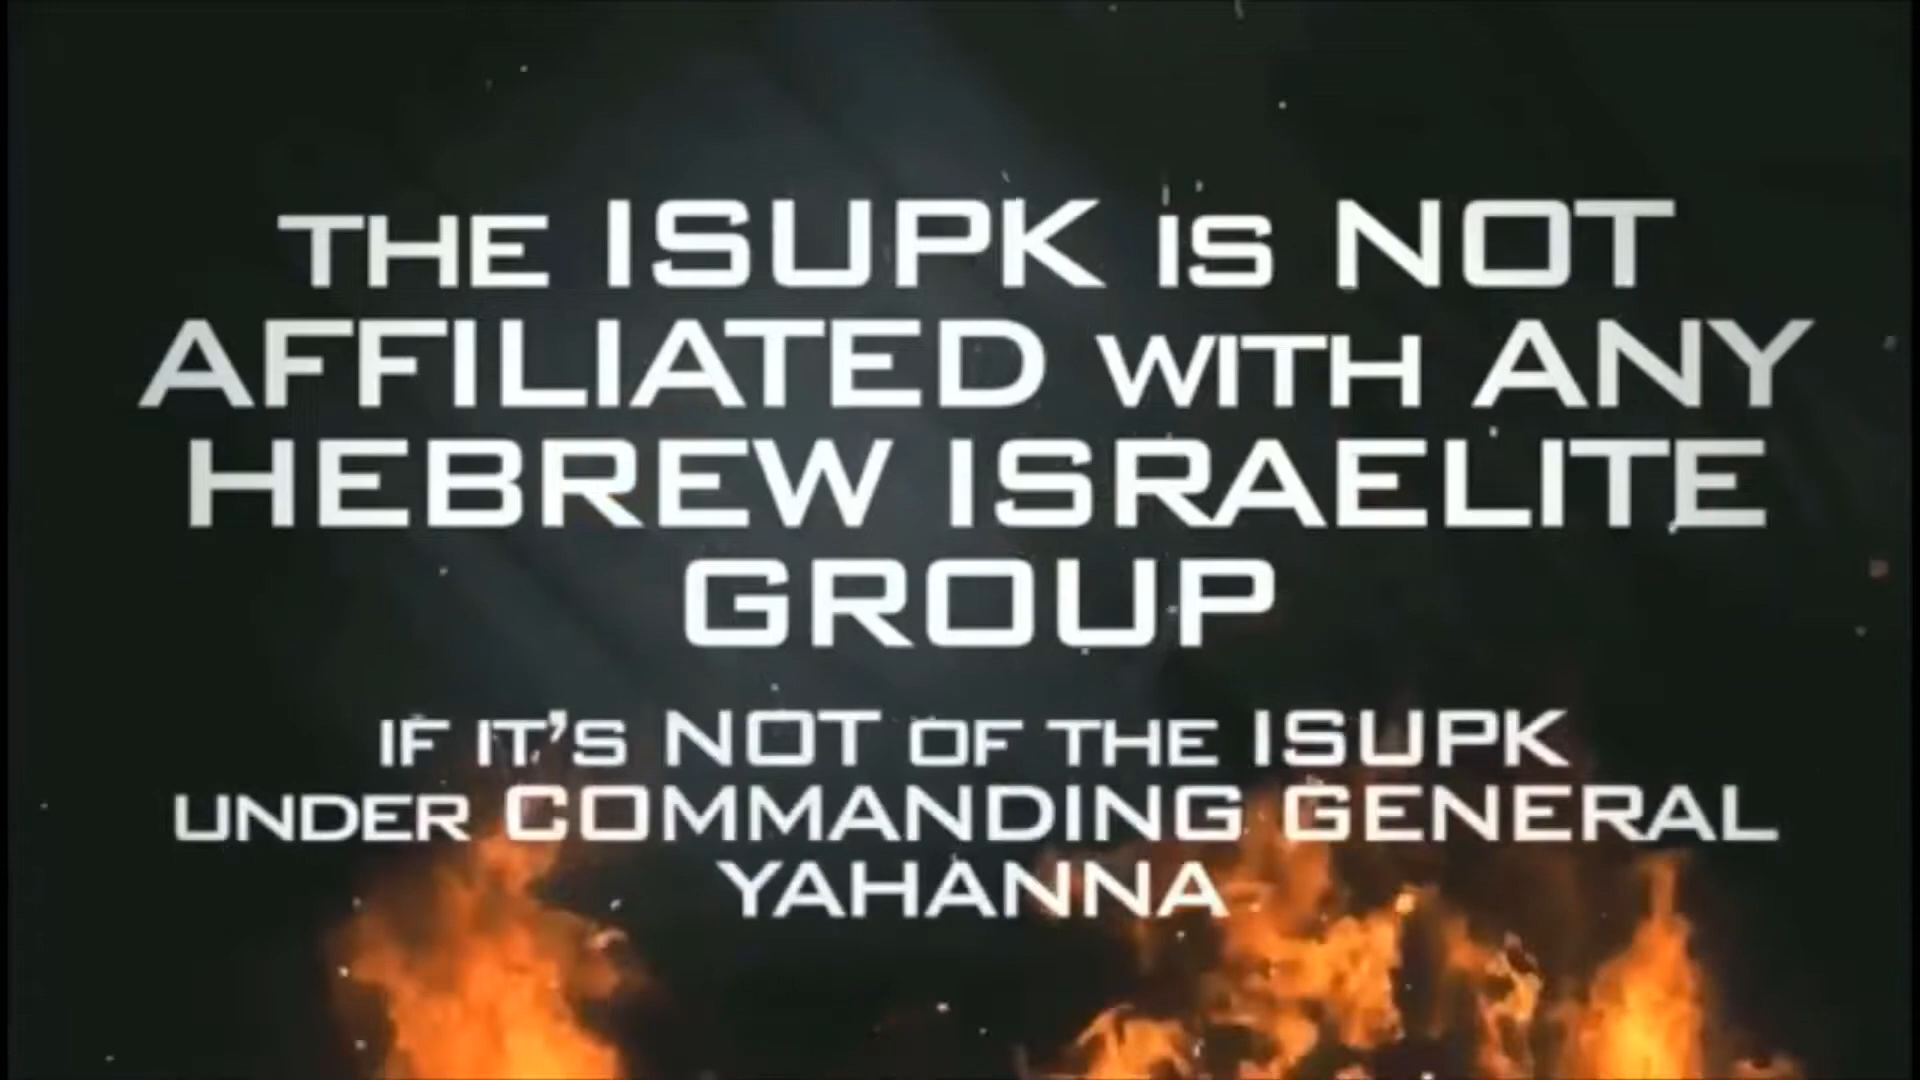 THE ISUPK IS NOT
AFFILIATED WITH ANY
HEBREW ISRAELITE
GROUP
IF IT'S NOT OF THE ISUPK
UNDER COMMANDING GENERAL
YAHANNA